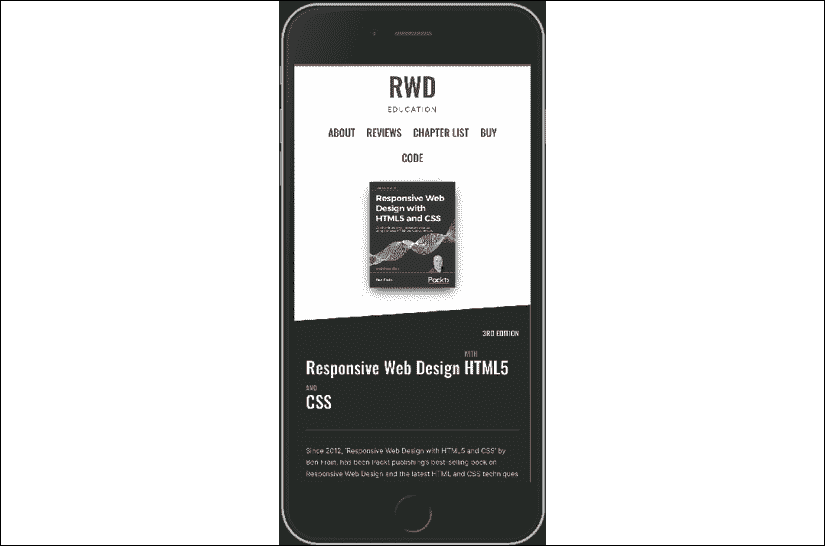 RWD
EDUCATION
ABOUT REVIEWS CHAPTER LIST BUY
CODE
Responsive Web
Design with
HTML5 and CSS
Packt
3RD EDITION
WITH
Responsive Web Design HTML5
AND
CSS
Since 2012, 'Responsive Web Design with HTML5 and CSS' by
Ben Frain, has been Packt publishing's best-selling book on
Responsive Web Design and the latest HTML and CSS techniques